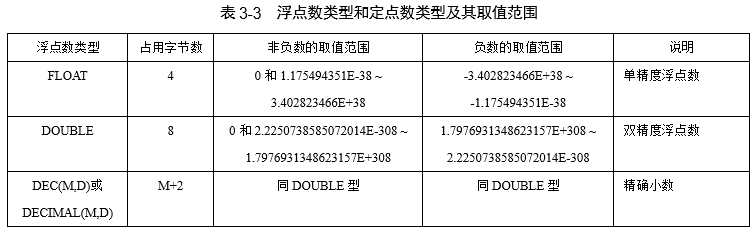 表 3-3 浮点数类型和定点数类型及其取值范围
浮点数类型 占用字节数 非负数的取值范围 负数的取值范围 说明
FLOAT 4 0 和 1.175494351E-38 ~ -3.402823466E+38 ~ 单精度浮点数
3.402823466E+38 -1.175494351E-38
DOUBLE 8 0 和 2.2250738585072014E-308 ~ 1.7976931348623157E+308 ~ 双精度浮点数
1.7976931348623157E+308 2.2250738585072014E-308
DEC(M,D)或 M+2 同 DOUBLE 型 同 DOUBLE 型 精确小数
DECIMAL(M,D)